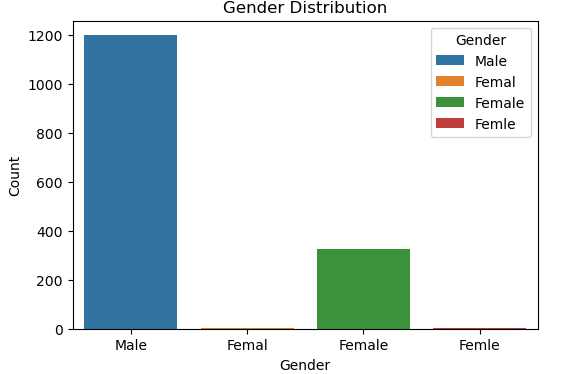 Gender Distribution
Gender
Male
Femal
Female
Femle
1200
1000
800
600
400
200
0
Count
Male
Femal
Female
Femle
Gender